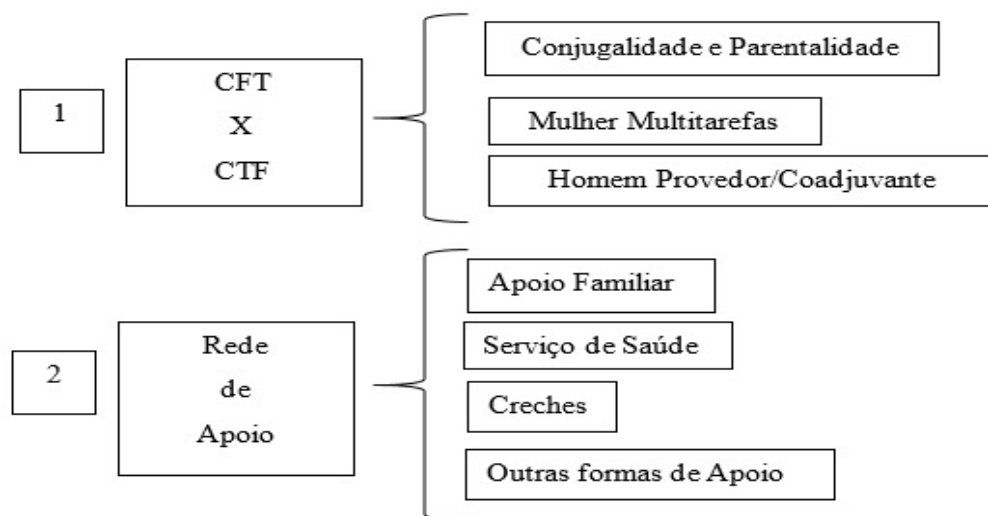 1
CFT
X
CTF
Conjugalidade e Parentalidade
Mulher Multitarefas
Homem Provedor/Coadjuvante
2
Rede
de
Apoio
Apoio Familiar
Serviço de Saúde
Creches
Outras formas de Apoio